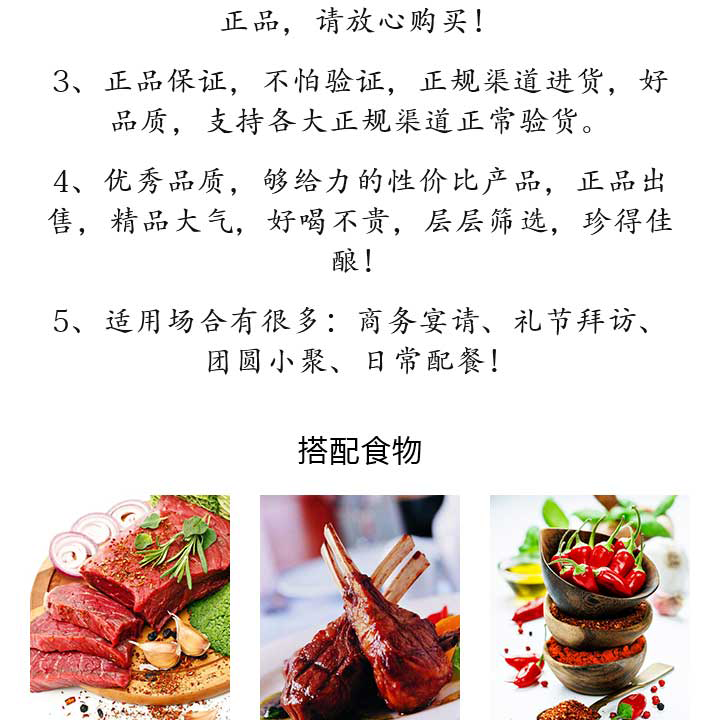 正品，请放心购买！
3、正品保证，不怕验证，正规渠道进货，好
品质，支持各大正规渠道正常验货。
4、优秀品质，够给力的性价比产品，正品出
售，精品大气，好喝不贵，层层筛选，珍得佳
酿！
5、适用场合有很多：商务宴请、礼节拜访、
团圆小聚、日常配餐！
搭配食物